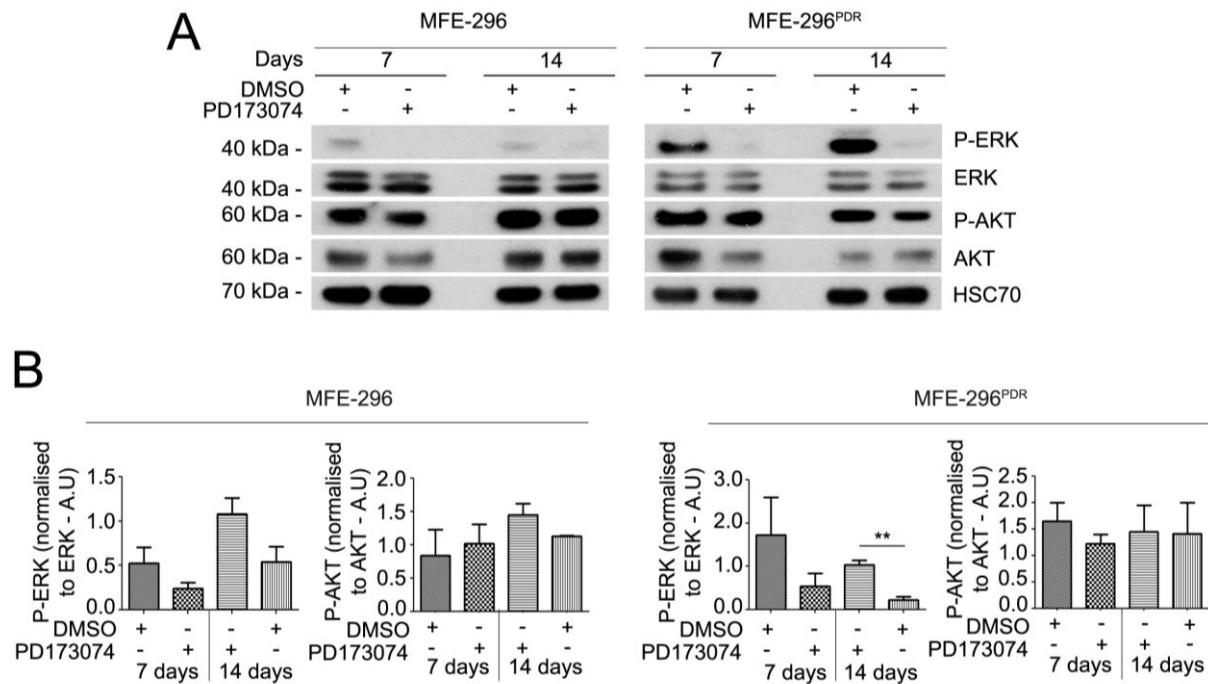 A
MFE-296 MFE-296PDR
Days 7 14 7 14
DMSO + - + - + - + -
PD173074 - + - + - + - +
40 kDa - P-ERK
40 kDa - ERK
60 kDa - P-AKT
60 kDa - AKT
70 kDa - HSC70
B
MFE-296 MFE-296PDR
P-ERK (normalised
to ERK - A.U)
1.5
1.0
0.5
0.0
DMSO + - - +
PD173074 - + + -
7 days 14 days
P-AKT (normalised
to AKT - A.U)
2.0
1.5
1.0
0.5
0.0
+ - - +
- + + -
7 days 14 days
P-ERK (normalised
to ERK - A.U)
3.0
2.0
1.0
0.0
**
DMSO + - - +
PD173074 - + + -
7 days 14 days
P-AKT (normalised
to AKT - A.U)
2.5
2.0
1.5
1.0
0.5
0.0
+ - - +
- + + -
7 days 14 days